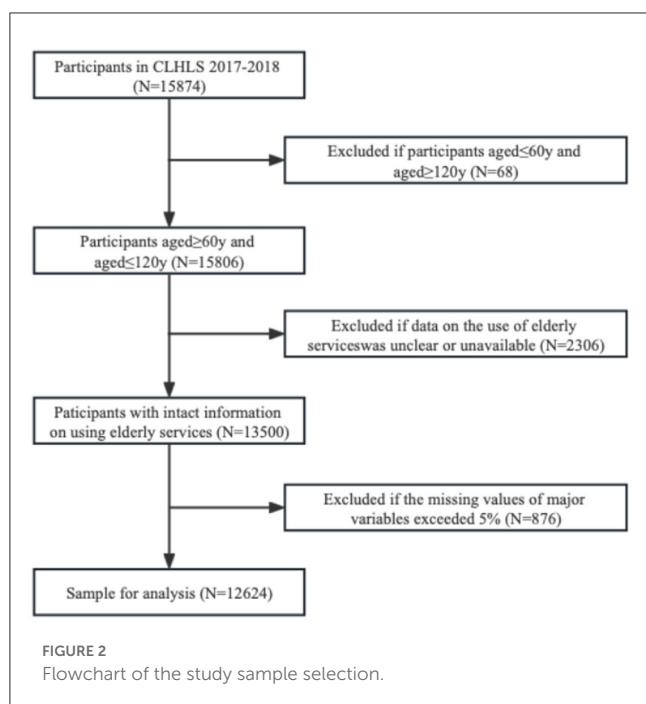 Participants in CLHLS 2017-2018
(N=15874)
Excluded if participants aged≤60y and
aged≥120y (N=68)
Participants aged≥60y and
aged≤120y (N=15806)
Excluded if data on the use of elderly
serviceswas unclear or unavailable (N=2306)
Paticipants with intact information
on using elderly services (N=13500)
Excluded if the missing values of major
variables exceeded 5% (N=876)
Sample for analysis (N=12624)
FIGURE 2
Flowchart of the study sample selection.